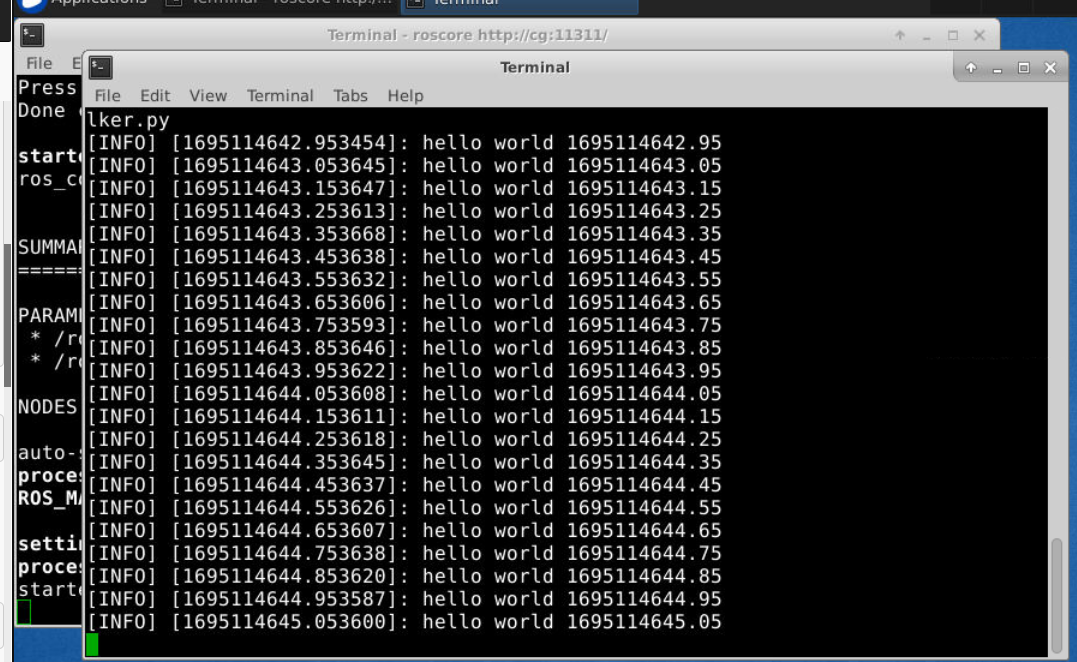 Applications
Terminal - roscore http:/...
Terminal
Terminal - roscore http://cg:11311/
File
Terminal
File Edit View Terminal Tabs Help
Press
Done
SUMMAR
======
PARAM
* /ro
* /ro
NODES
auto-
ROS_MA
lker.py
[INFO] [1695114642.953454]: hello world 1695114642.95
[INFO] [1695114643.053645]: hello world 1695114643.05
[INFO] [1695114643.153647]: hello world 1695114643.15
[INFO] [1695114643.253613]: hello world 1695114643.25
[INFO] [1695114643.353668]: hello world 1695114643.35
[INFO] [1695114643.453638]: hello world 1695114643.45
[INFO] [1695114643.553632]: hello world 1695114643.55
[INFO] [1695114643.653606]: hello world 1695114643.65
[INFO] [1695114643.753593]: hello world 1695114643.75
[INFO] [1695114643.853646]: hello world 1695114643.85
[INFO] [1695114643.953622]: hello world 1695114643.95
[INFO] [1695114644.053608]: hello world 1695114644.05
[INFO] [1695114644.153611]: hello world 1695114644.15
[INFO] [1695114644.253618]: hello world 1695114644.25
[INFO] [1695114644.353645]: hello world 1695114644.35
[INFO] [1695114644.453637]: hello world 1695114644.45
[INFO] [1695114644.553626]: hello world 1695114644.55
[INFO] [1695114644.653607]: hello world 1695114644.65
[INFO] [1695114644.753638]: hello world 1695114644.75
[INFO] [1695114644.853620]: hello world 1695114644.85
[INFO] [1695114644.953587]: hello world 1695114644.95
[INFO] [1695114645.053600]: hello world 1695114645.05